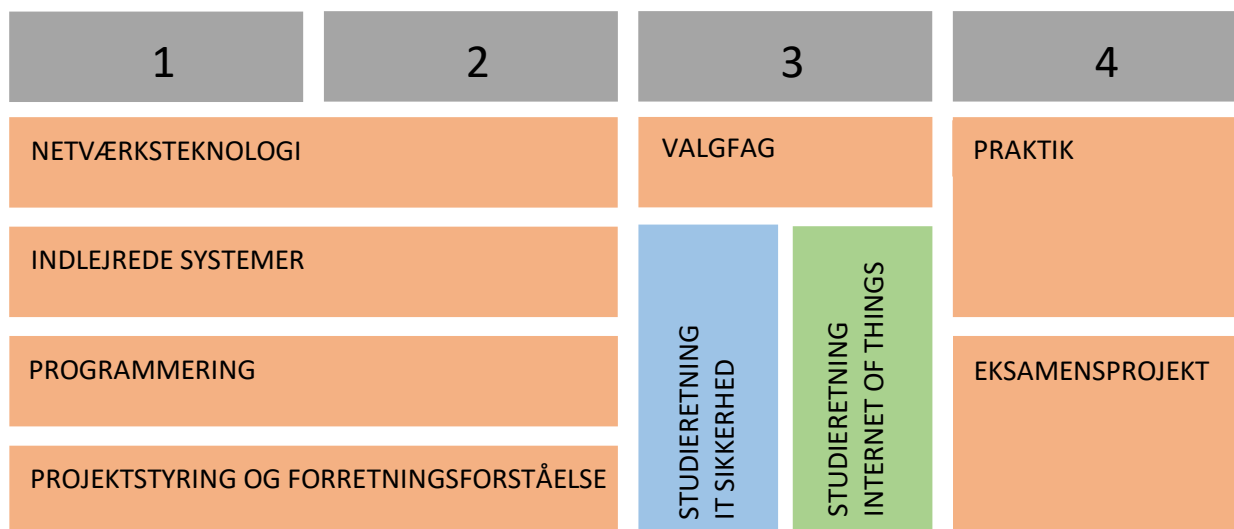 1
2
3
4
NETVÆRKSTEKNOLOGI
VALGFAG
PRAKTIK
INDLEJREDE SYSTEMER
PROGRAMMERING
PROJEKTSTYRING OG FORRETNINGSFORSTÅELSE
STUDIERETNING
IT SIKKERHED
STUDIERETNING
INTERNET OF THINGS
EKSAMENSPROJEKT